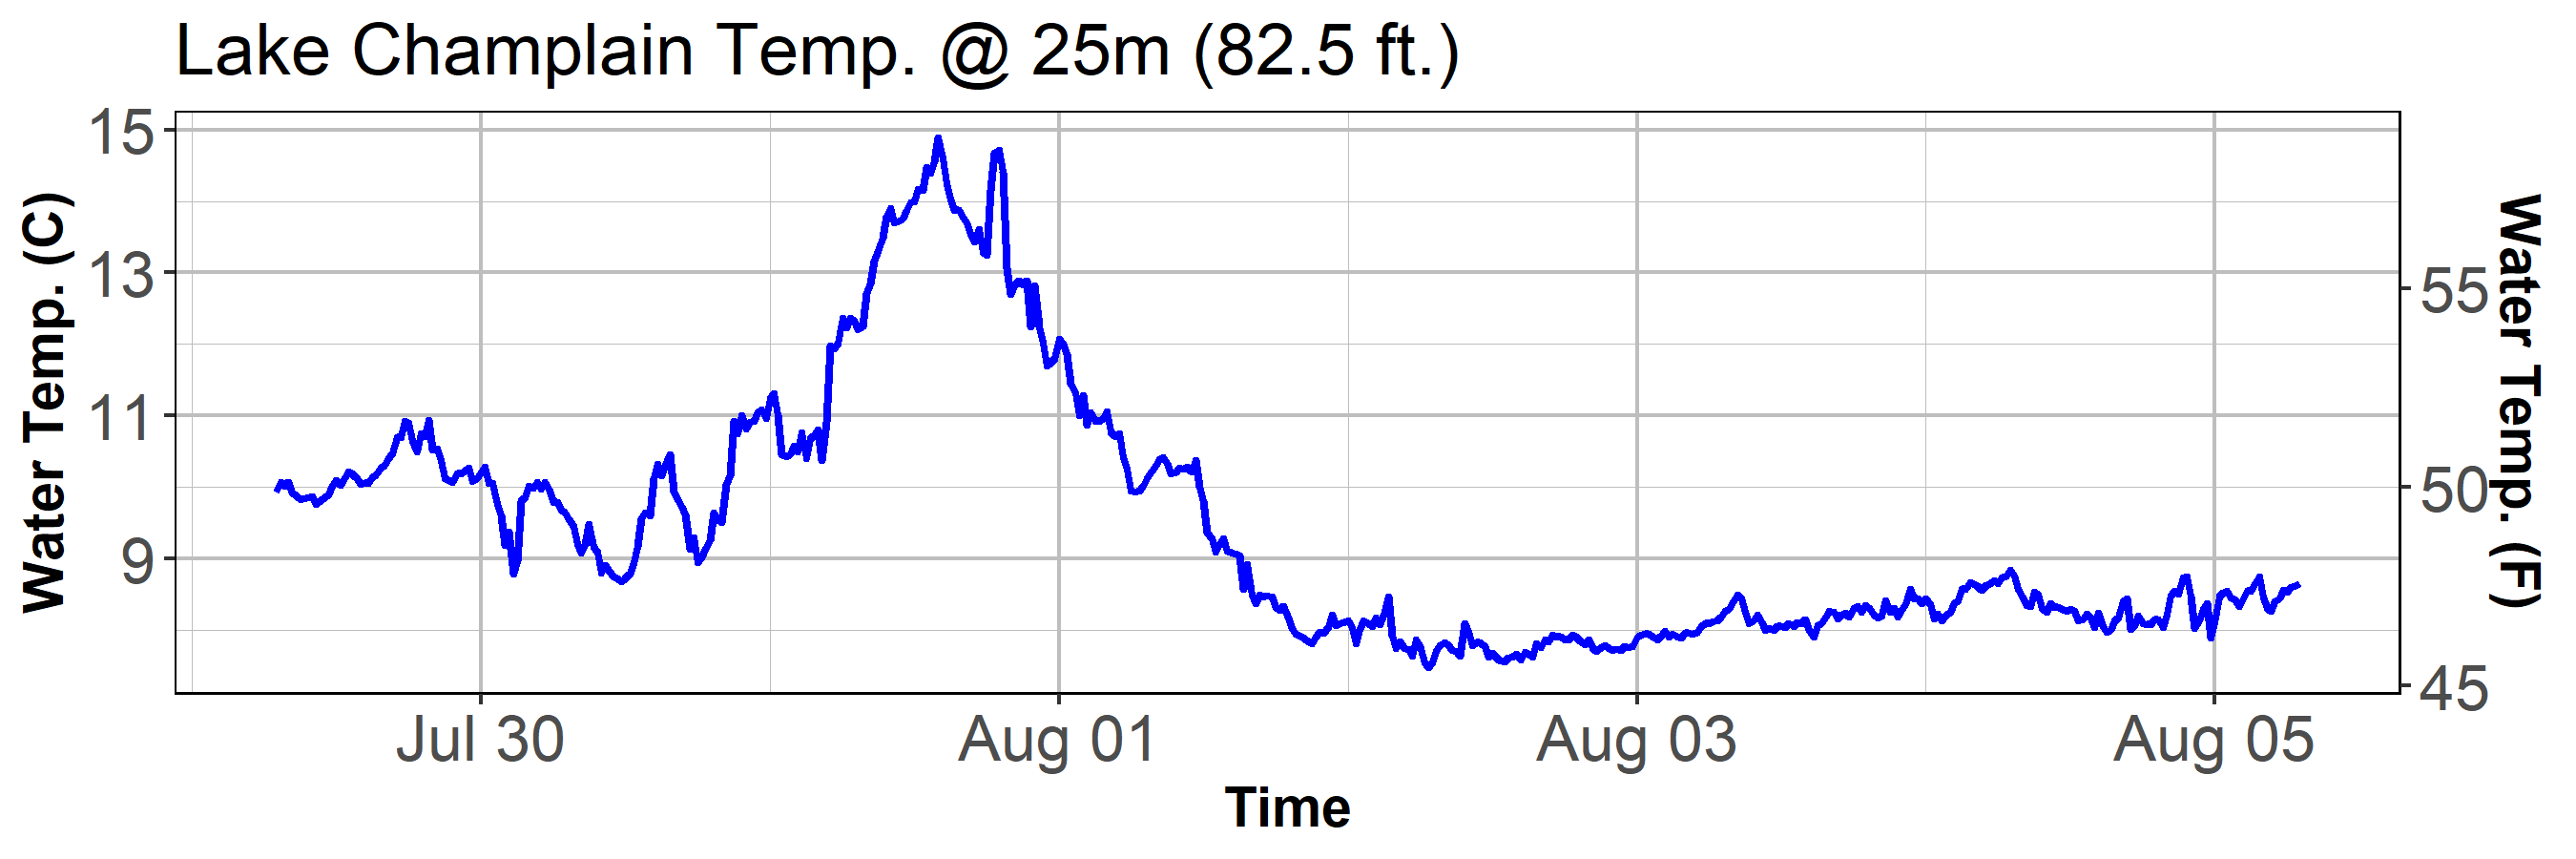 Lake Champlain Temp. @ 25m (82.5 ft.)
Water Temp. (C)
15
13
11
9
55
50
45
Water Temp. (F)
Jul 30
Aug 01
Aug 03
Aug 05
Time